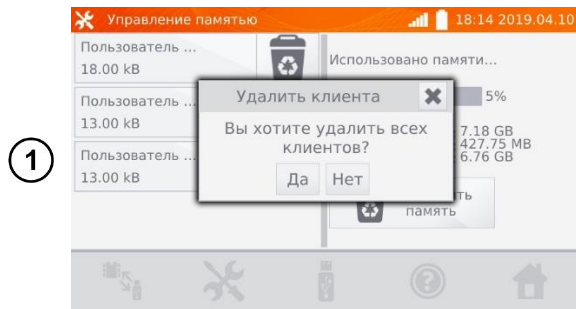 Управление памятью
18:14 2019.04.10
Пользователь ...
18.00 kB
Использовано памяти...
Удалить клиента
5%
Пользователь ...
13.00 kB
Вы хотите удалить всех
клиентов?
7.18 GB
427.75 MB
6.76 GB
Пользователь ...
13.00 kB
Да Нет
память
1